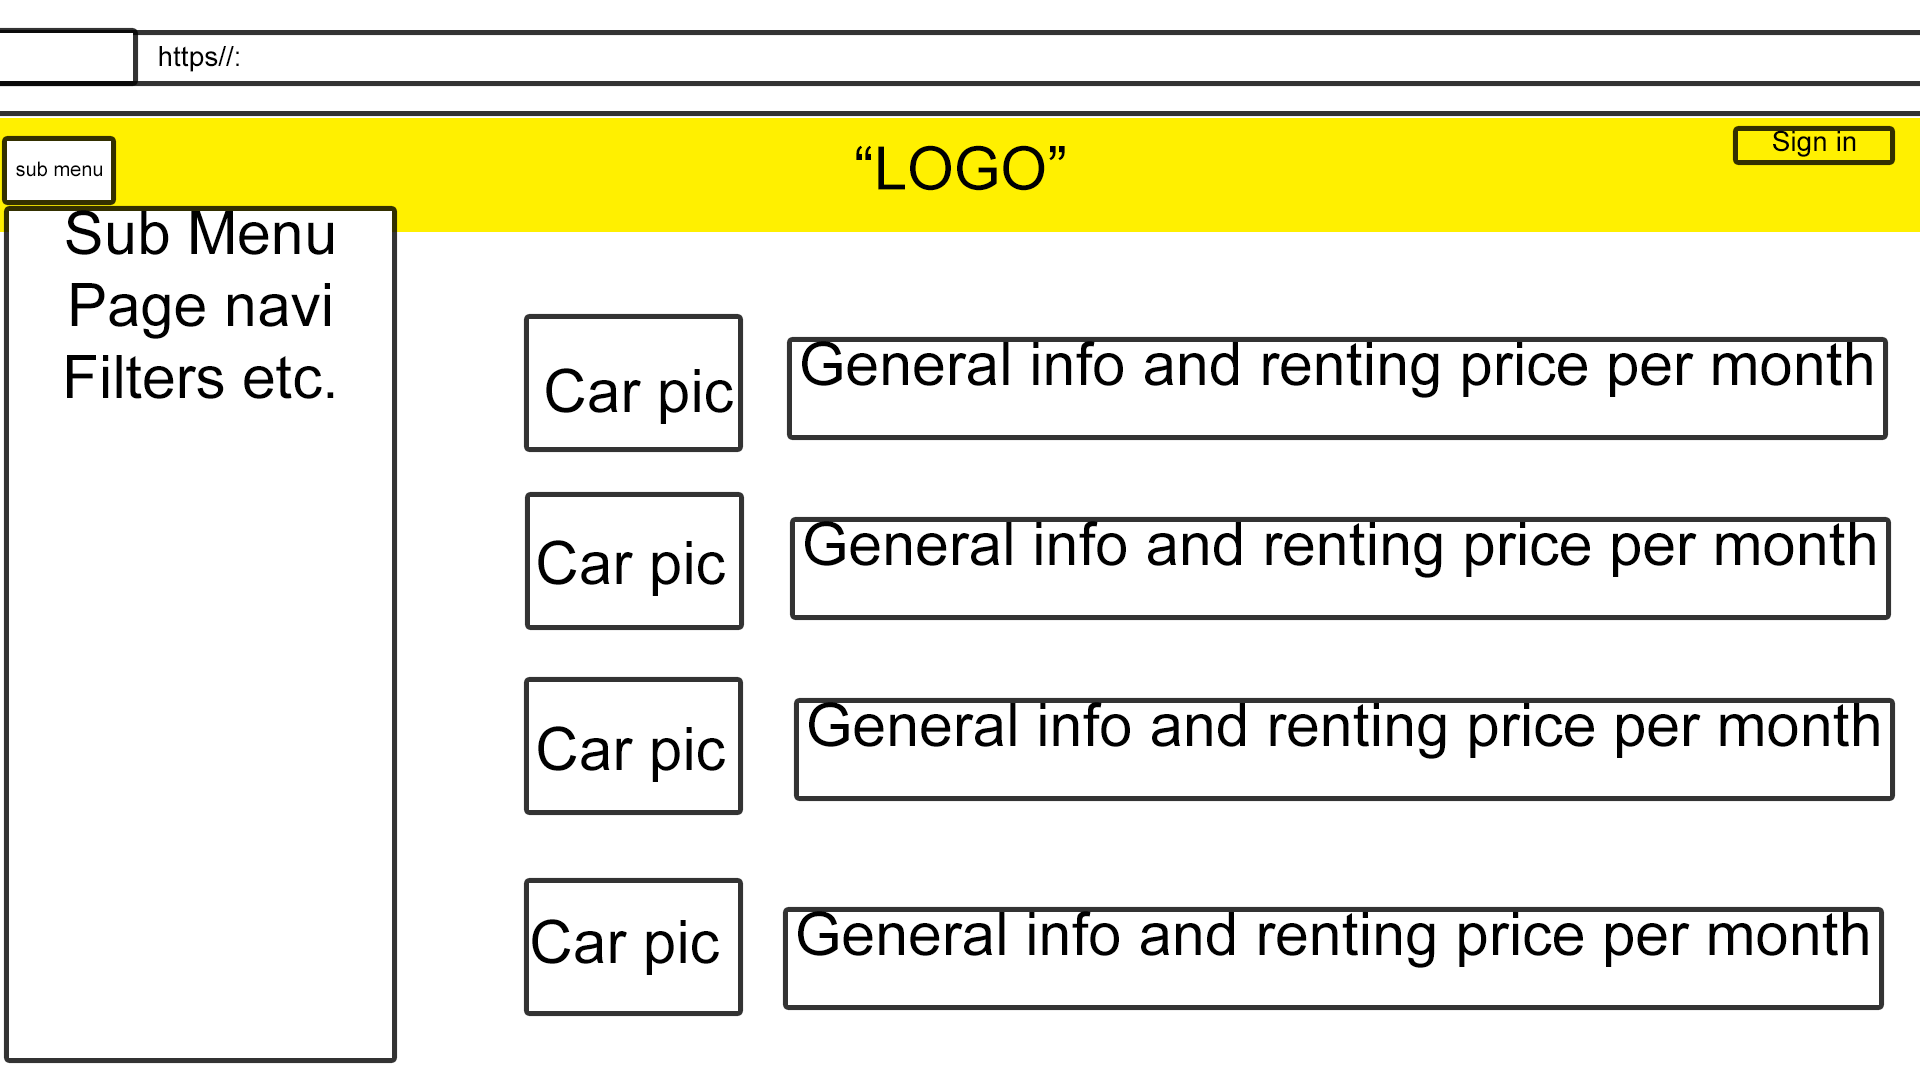 https//:
sub menu
“LOGO”
Sign in
Sub Menu
Page navi
Filters etc.
Car pic
General info and renting price per month
Car pic
General info and renting price per month
Car pic
General info and renting price per month
Car pic
General info and renting price per month